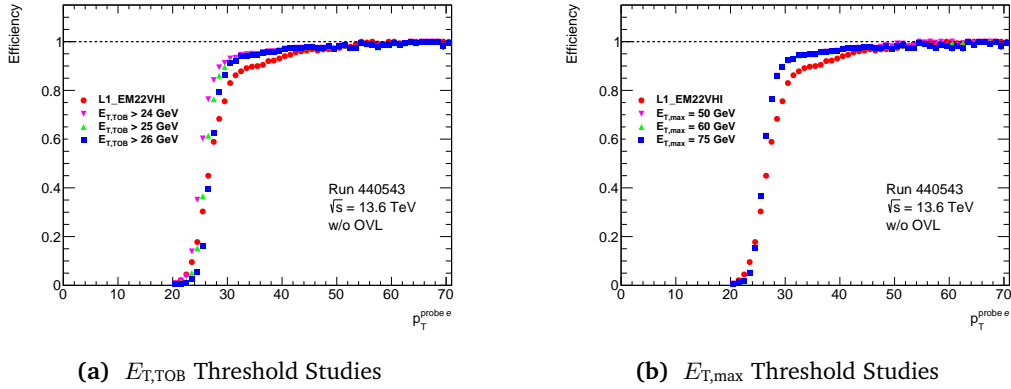 Efficiency
1
0.8
0.6
0.4
0.2
0
L1_EM22VHI
E_T,TOB > 24 GeV
E_T,TOB > 25 GeV
E_T,TOB > 26 GeV
Run 440543
√s = 13.6 TeV
w/o OVL
0 10 20 30 40 50 60 70
p_T^probe e
(a) E_T,TOB Threshold Studies
Efficiency
1
0.8
0.6
0.4
0.2
0
L1_EM22VHI
E_T,max = 50 GeV
E_T,max = 60 GeV
E_T,max = 75 GeV
Run 440543
√s = 13.6 TeV
w/o OVL
0 10 20 30 40 50 60 70
p_T^probe e
(b) E_T,max Threshold Studies